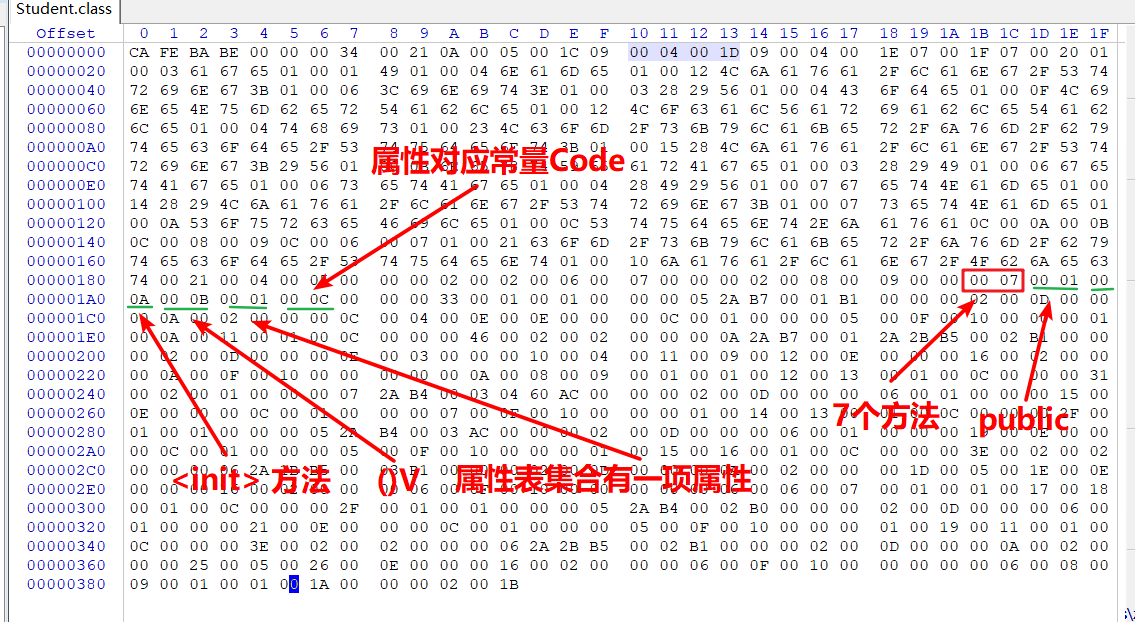 Student.class
Offset 0 1 2 3 4 5 6 7 8 9 A B C D E F 10 11 12 13 14 15 16 17 18 19 1A 1B 1C 1D 1E 1F
00000000 CA FE BA BE 00 00 00 34 00 21 0A 00 05 00 1C 09 00 04 00 1D 09 00 04 00 1E 07 00 1F 07 00 20 01
00000020 00 03 61 67 65 01 00 01 49 01 00 04 6E 61 6D 65 01 00 12 4C 6A 61 76 61 2F 6C 61 6E 67 2F 53 74
00000040 72 69 6E 67 3B 01 00 06 3C 69 6E 69 74 3E 01 00 03 28 29 56 01 00 04 43 6F 64 65 01 00 0F 4C 69
00000060 6E 65 4E 75 6D 62 65 72 54 61 62 6C 65 01 00 12 4C 6F 63 61 6C 56 61 72 69 61 62 6C 65 54 61 62
00000080 6C 65 01 00 04 74 68 69 73 01 00 23 4C 63 6F 6D 2F 73 6B 79 6C 61 6B 65 72 2F 6A 76 6D 2F 62 79
000000A0 74 65 63 6F 64 65 2F 53 74 75 64 65 6E 74 3B 01 00 15 28 4C 6A 61 76 61 2F 6C 61 6E 67 2F 53 74
属性对应常量Code
000000C0 72 69 6E 67 3B 29 56 01 61 72 41 67 65 01 00 03 28 29 49 01 00 06 67 65
000000E0 74 41 67 65 01 00 06 73 65 74 41 67 65 01 00 04 28 49 29 56 01 00 07 67 65 74 4E 61 6D 65 01 00
00000100 14 28 29 4C 6A 61 76 61 2F 6C 61 6E 67 2F 53 74 72 69 6E 67 3B 01 00 07 73 65 74 4E 61 6D 65 01
00000120 00 0A 53 6F 75 72 63 65 46 69 6C 65 01 00 0C 53 74 75 64 65 6E 74 2E 6A 61 76 61 0C 00 0A 00 0B
00000140 0C 00 08 00 09 0C 00 06 00 07 01 00 21 63 6F 6D 2F 73 6B 79 6C 61 6B 65 72 2F 6A 76 6D 2F 62 79
00000160 74 65 63 6F 64 65 2F 53 74 75 64 65 6E 74 01 00 10 6A 61 76 61 2F 6C 61 6E 67 2F 4F 62 6A 65 63
00000180 74 00 21 00 04 00 05 00 00 00 02 00 02 00 06 00 07 00 00 00 02 00 08 00 09 00 00 00 07 00 01 00
000001A0 0A 00 0B 00 01 00 0C 00 00 00 33 00 01 00 01 00 00 00 05 2A B7 00 01 B1 00 00 00 02 00 0D 00 00
000001C0 00 0A 00 02 00 00 00 0C 00 04 00 0E 00 0E 00 00 00 0C 00 01 00 00 00 05 00 0F 00 10 00 00 00 01
000001E0 00 0A 00 11 00 01 00 0C 00 00 00 46 00 02 00 02 00 00 00 0A 2A B7 00 01 2A 2B B5 00 02 B1 00 00
00000200 00 02 00 0D 00 00 00 0E 00 03 00 00 00 10 00 04 00 11 00 09 00 12 00 0E 00 00 00 16 00 02 00 00
00000220 00 0A 00 0F 00 10 00 00 00 00 00 0A 00 08 00 09 00 01 00 01 00 12 00 13 00 01 00 0C 00 00 00 31
00000240 00 02 00 01 00 00 00 07 2A B4 00 03 04 60 AC 00 00 00 02 00 0D 00 00 00 06 00 01 00 00 00 15 00
00000260 0E 00 00 00 0C 00 01 00 00 00 07 00 0F 00 10 00 00 00 01 00 14 00 13 00 01 00 0C 00 00 00 2F 00
7个方法 public
00000280 01 00 01 00 00 00 05 2A B4 00 03 AC 00 00 00 02 00 0D 00 00 00 06 00 01 00 00 00 19 00 0E 00 00
000002A0 00 0C 00 01 00 00 00 05 00 0F 00 10 00 00 00 01 00 15 00 16 00 01 00 0C 00 00 00 3E 00 02 00 02
000002C0 00 00 00 06 2A 02 00 00 00 1D 00 05 00 1E 00 0E
<init> 方法 ()V 属性表集合有一项属性
000002E0 00 00 06 00 07 00 01 00 01 00 17 00 18
00000300 00 01 00 0C 00 00 00 2F 00 01 00 01 00 00 00 05 2A B4 00 02 B0 00 00 00 02 00 0D 00 00 00 06 00
00000320 01 00 00 00 21 00 0E 00 00 00 0C 00 01 00 00 00 05 00 0F 00 10 00 00 00 01 00 19 00 11 00 01 00
00000340 0C 00 00 00 3E 00 02 00 02 00 00 00 06 2A 2B B5 00 02 B1 00 00 00 02 00 0D 00 00 00 0A 00 02 00
00000360 00 00 25 00 05 00 26 00 0E 00 00 00 16 00 02 00 00 00 06 00 0F 00 10 00 00 00 00 00 06 00 08 00
00000380 09 00 01 00 01 00 1A 00 00 00 02 00 1B